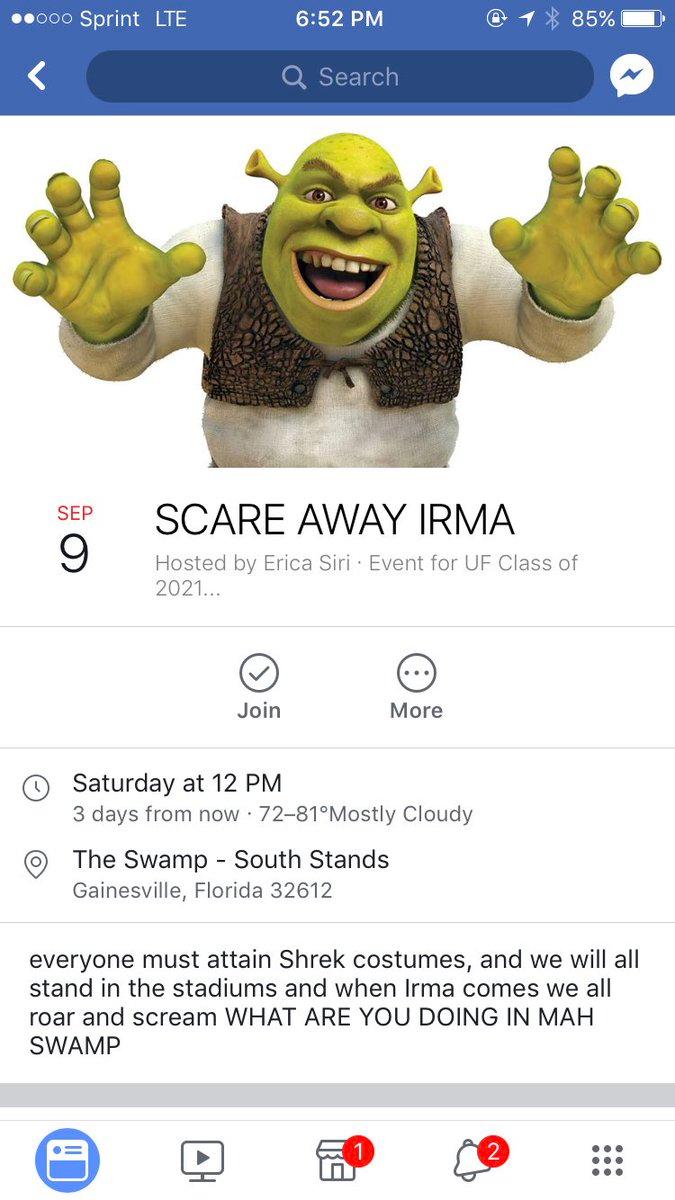 Sprint LTE 6:52 PM 85%
Search
SEP
9
SCARE AWAY IRMA
Hosted by Erica Siri · Event for UF Class of
2021...
Join More
Saturday at 12 PM
3 days from now · 72–81°Mostly Cloudy
The Swamp - South Stands
Gainesville, Florida 32612
everyone must attain Shrek costumes, and we will all
stand in the stadiums and when Irma comes we all
roar and scream WHAT ARE YOU DOING IN MAH
SWAMP
1 2